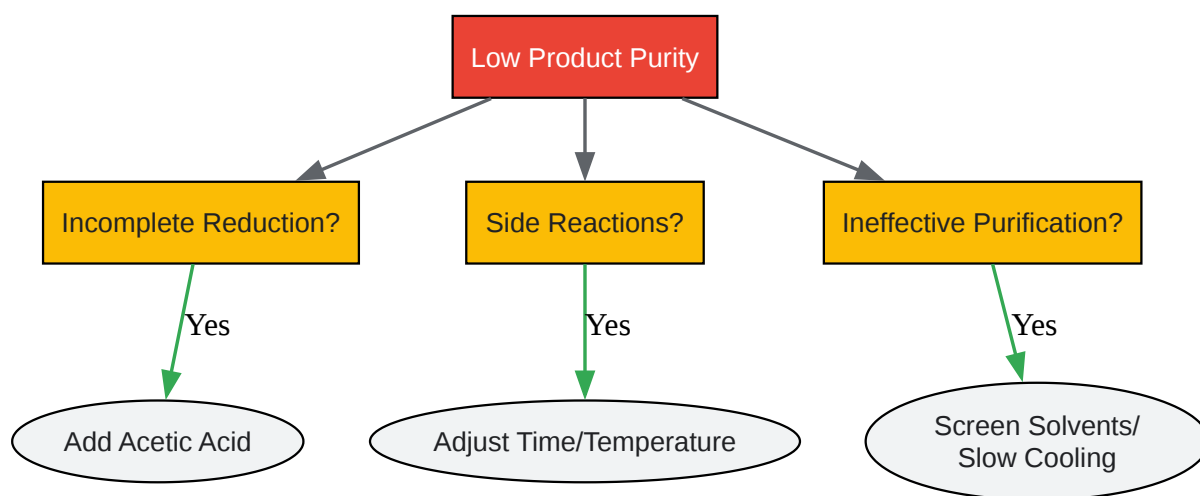 Low Product Purity
Incomplete Reduction?
Side Reactions?
Ineffective Purification?
Yes
Yes
Yes
Add Acetic Acid
Adjust Time/Temperature
Screen Solvents/
Slow Cooling